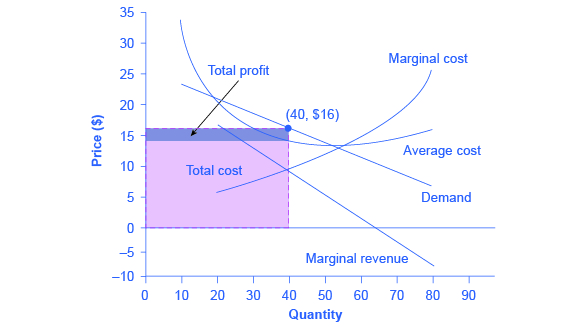 35
30
25
20
15
10
5
0
–5
–10
Price ($)
Total profit
Marginal cost
(40, $16)
Average cost
Total cost
Demand
Marginal revenue
0 10 20 30 40 50 60 70 80 90
Quantity